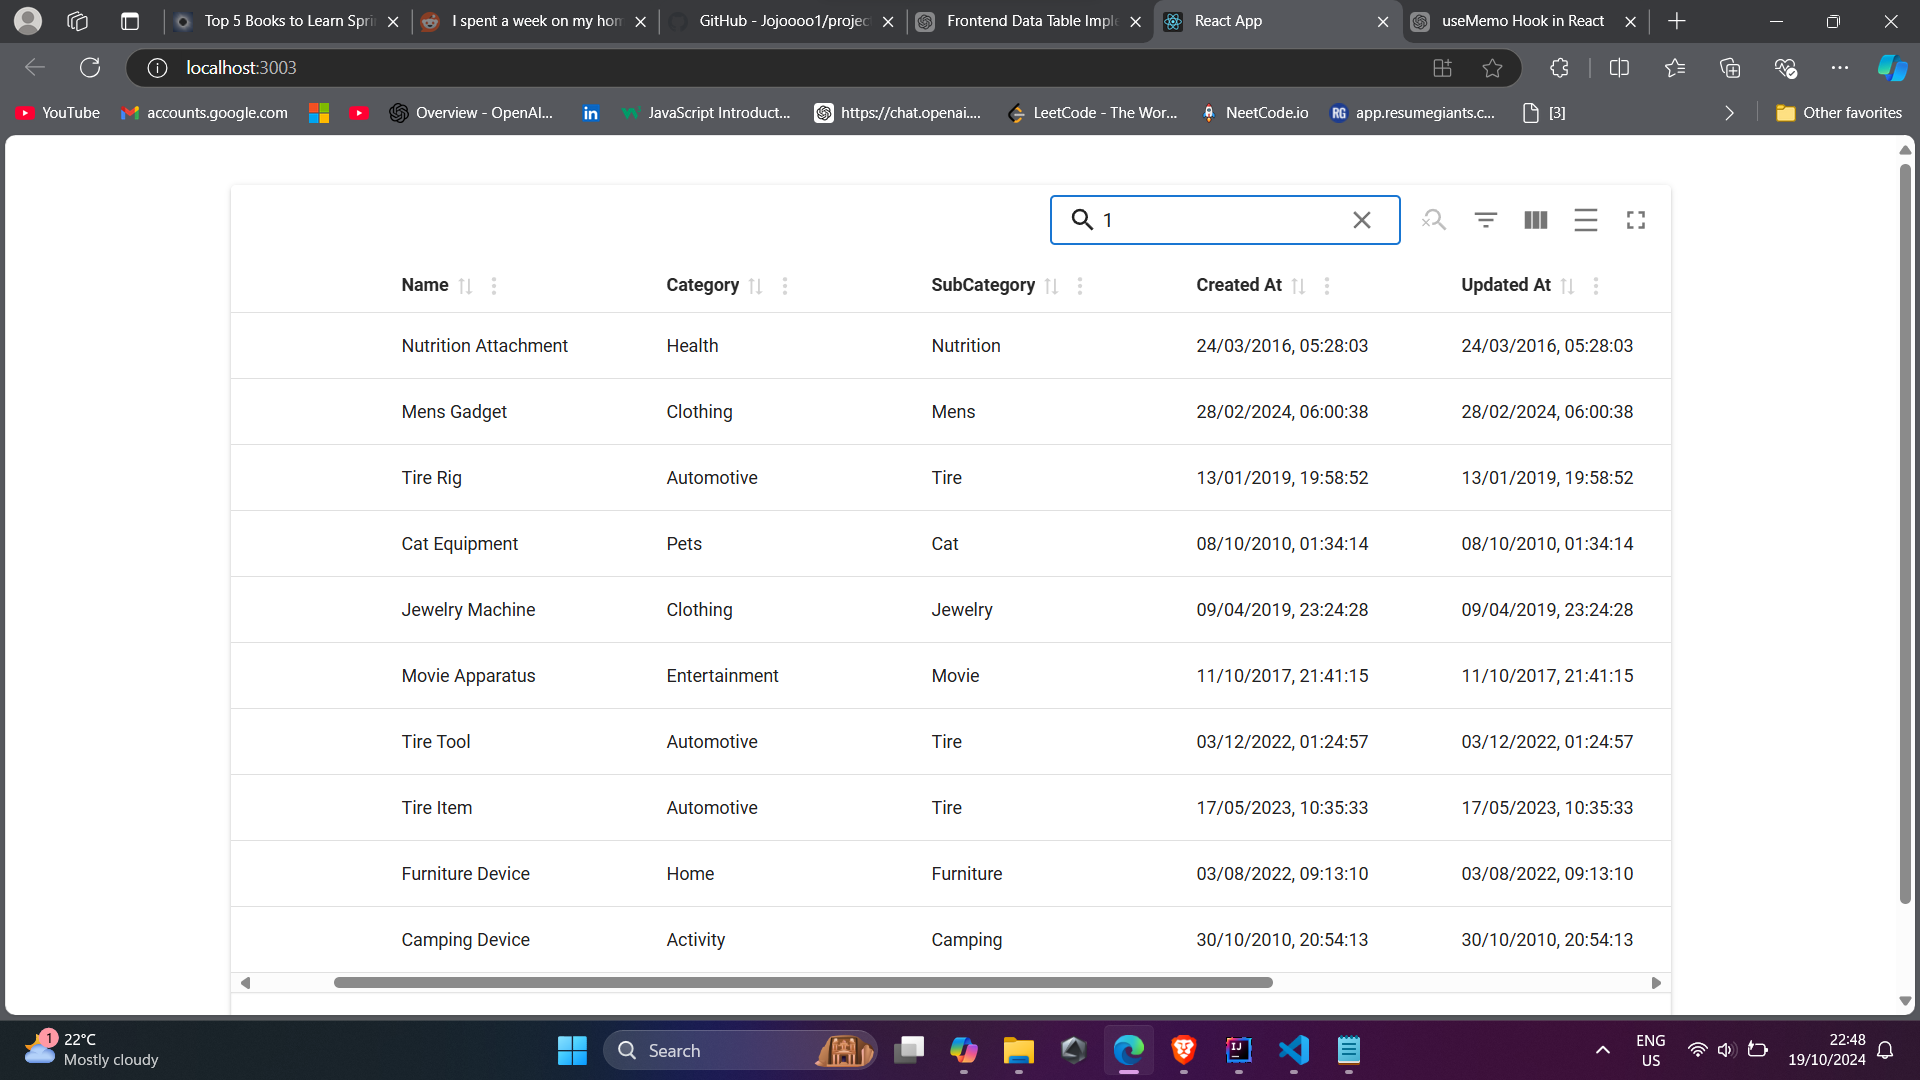 Top 5 Books to Learn Spri
I spent a week on my hom
GitHub - Jojoooo1/projec
Frontend Data Table Imple
React App
useMemo Hook in React
localhost:3003
YouTube
accounts.google.com
Overview - OpenAI...
JavaScript Introduct...
https://chat.openai....
LeetCode - The Wor...
NeetCode.io
RG
app.resumegiants.c...
[3]
Other favorites
1
Name Category SubCategory Created At Updated At
Nutrition Attachment Health Nutrition 24/03/2016, 05:28:03 24/03/2016, 05:28:03
Mens Gadget Clothing Mens 28/02/2024, 06:00:38 28/02/2024, 06:00:38
Tire Rig Automotive Tire 13/01/2019, 19:58:52 13/01/2019, 19:58:52
Cat Equipment Pets Cat 08/10/2010, 01:34:14 08/10/2010, 01:34:14
Jewelry Machine Clothing Jewelry 09/04/2019, 23:24:28 09/04/2019, 23:24:28
Movie Apparatus Entertainment Movie 11/10/2017, 21:41:15 11/10/2017, 21:41:15
Tire Tool Automotive Tire 03/12/2022, 01:24:57 03/12/2022, 01:24:57
Tire Item Automotive Tire 17/05/2023, 10:35:33 17/05/2023, 10:35:33
Furniture Device Home Furniture 03/08/2022, 09:13:10 03/08/2022, 09:13:10
Camping Device Activity Camping 30/10/2010, 20:54:13 30/10/2010, 20:54:13
1
22°C
Mostly cloudy
Search
IJ
ENG
US
22:48
19/10/2024